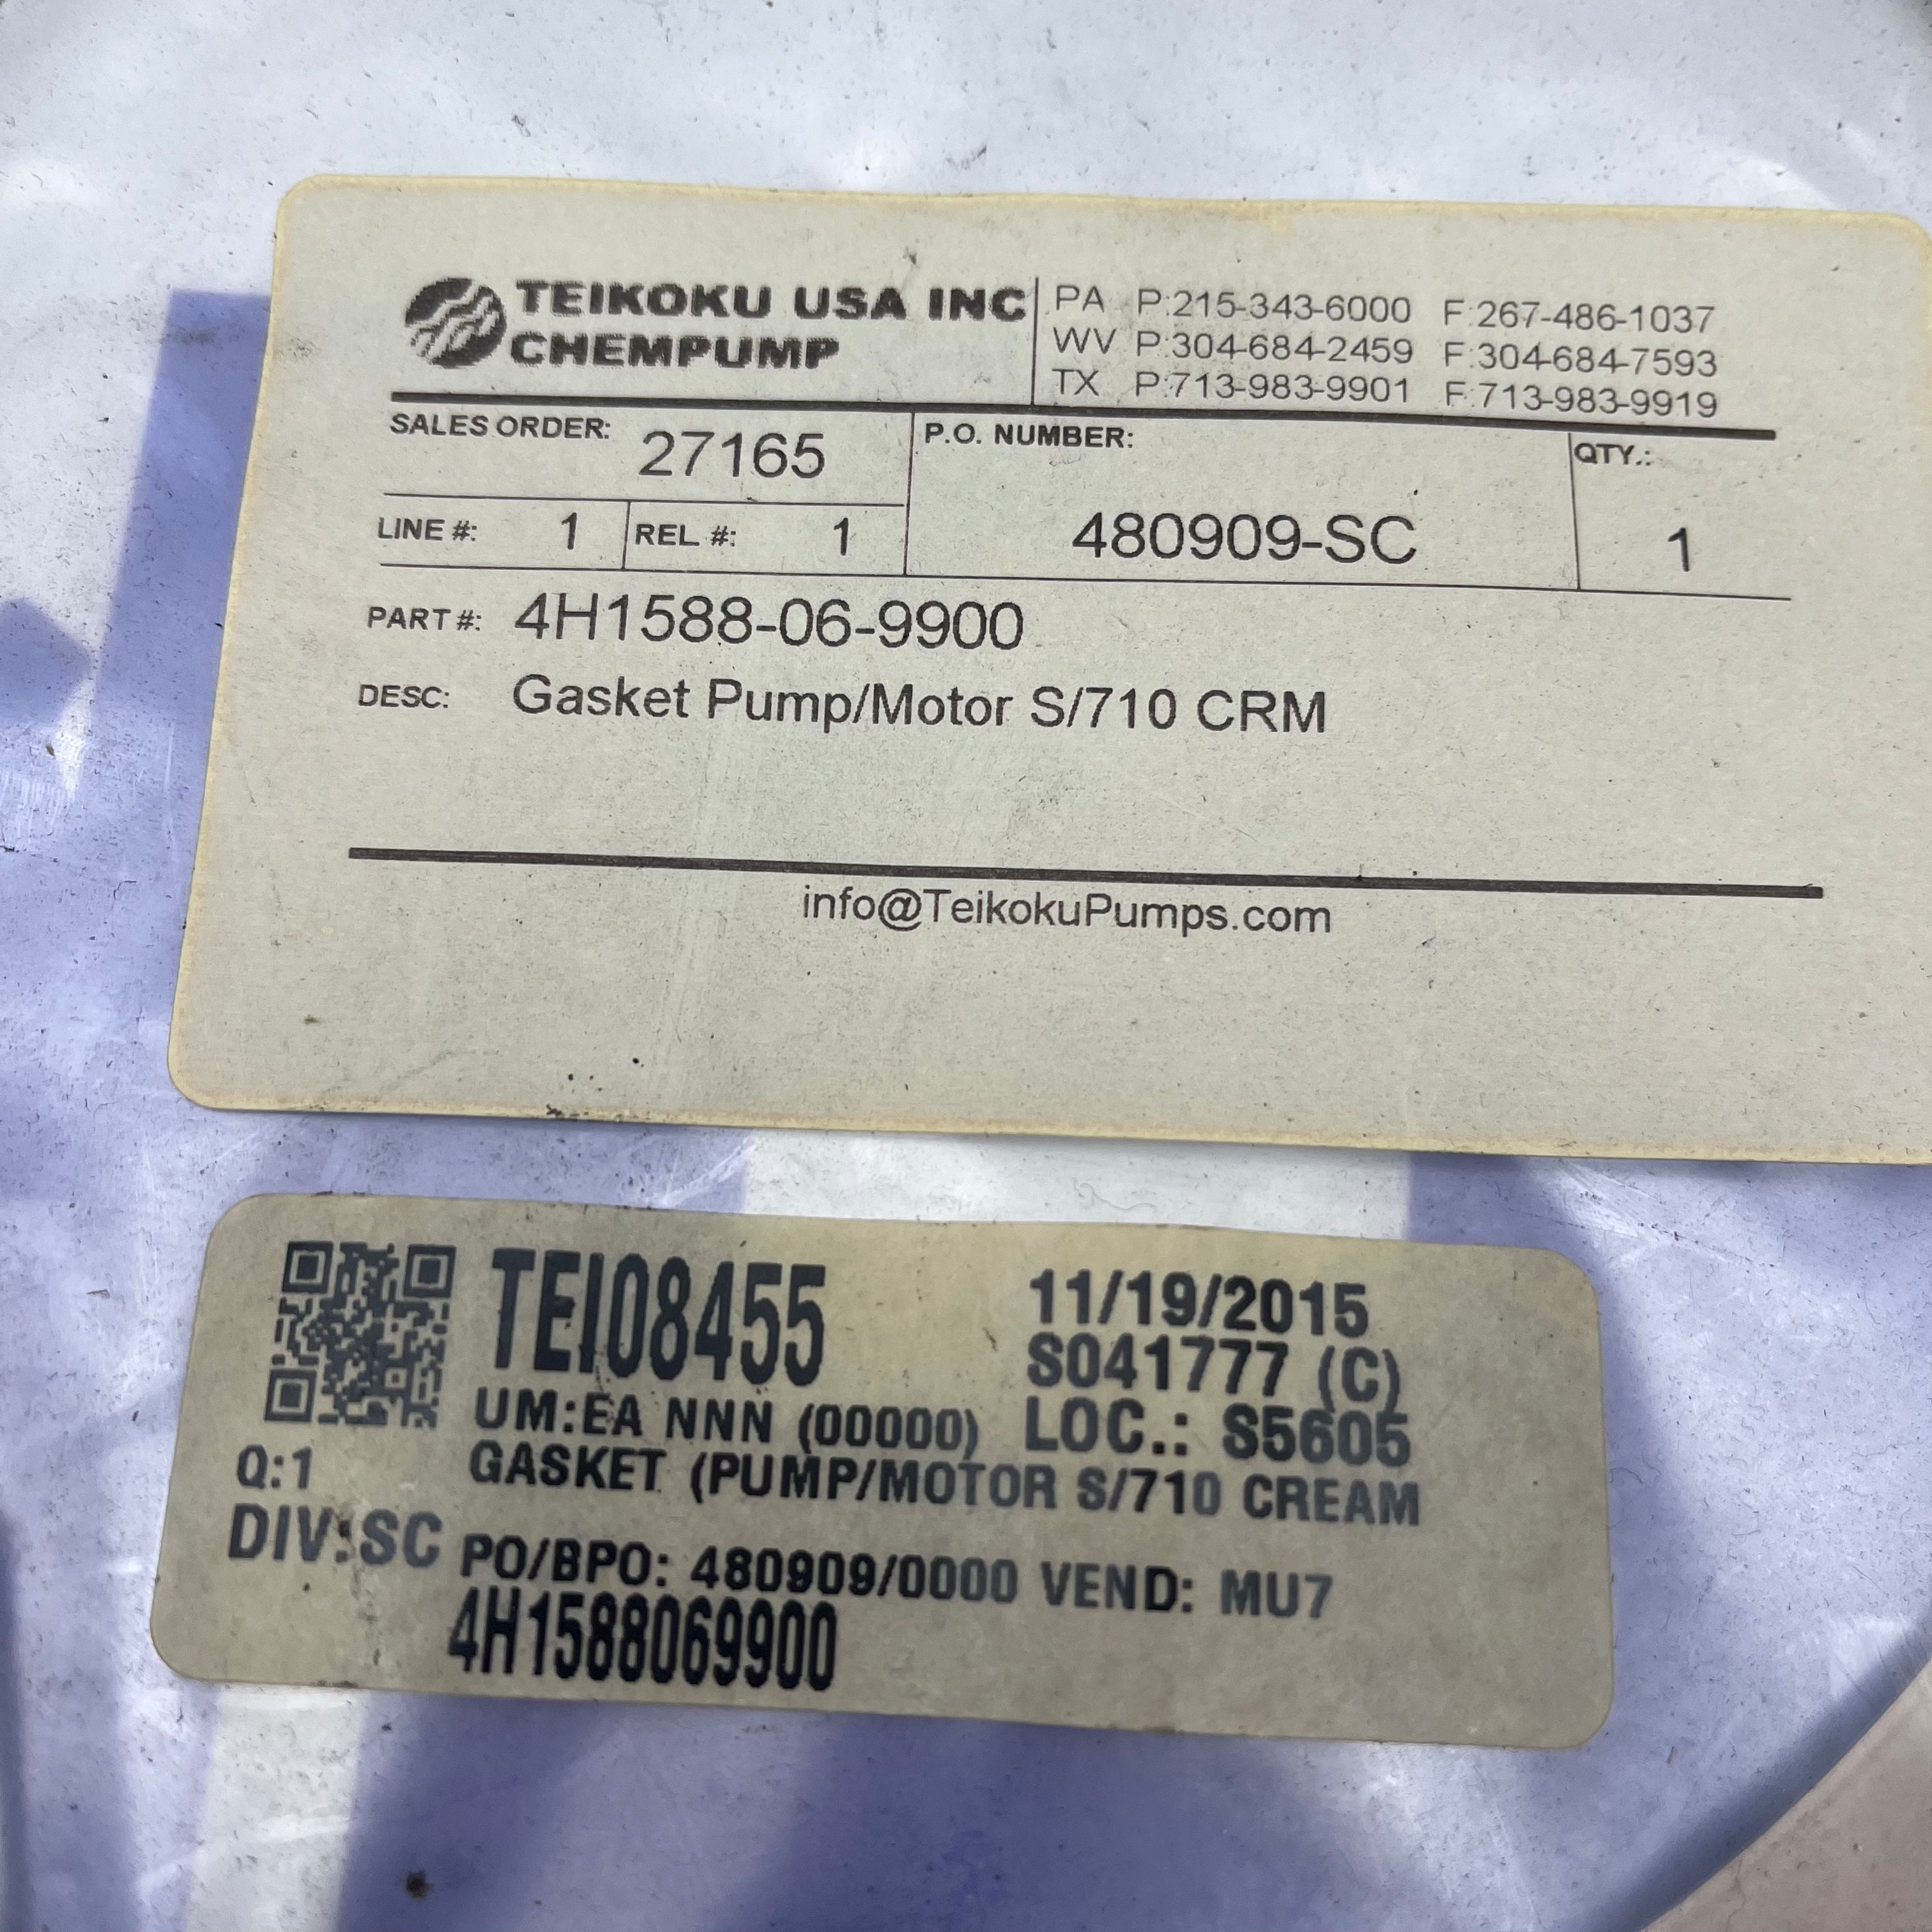 TEIKOKU USA INC
CHEMPUMP
PA P:215-343-6000 F:267-486-1037
WV P:304-684-2459 F:304-684-7593
TX P:713-983-9901 F:713-983-9919
SALES ORDER: 27165
P.O. NUMBER:
480909-SC
QTY.:
1
LINE #: 1 REL #: 1
PART #: 4H1588-06-9900
DESC: Gasket Pump/Motor S/710 CRM
info@TeikokuPumps.com
TEI08455
11/19/2015
S041777 (C)
UM:EA NNN (00000) LOC.: S5605
Q:1
GASKET (PUMP/MOTOR S/710 CREAM
DIV:SC
PO/BPO: 480909/0000 VEND: MU7
4H1588069900